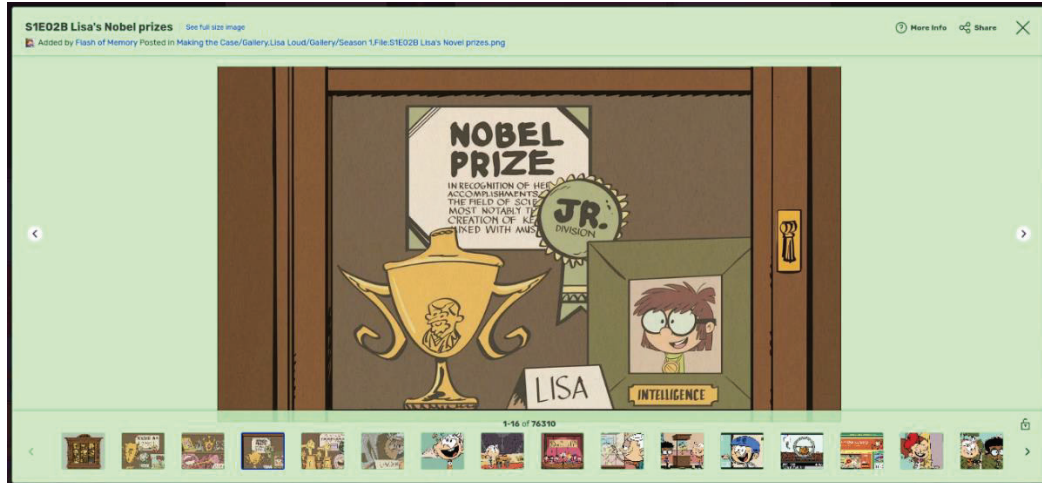 S1E02B Lisa's Nobel prizes See full size image
More Info Share
Added by Flash of Memory Posted in Making the Case/Gallery,Lisa Loud/Gallery/Season 1,File:S1E02B Lisa's Novel prizes.png
NOBEL
PRIZE
IN RECOGNITION OF HER
ACCOMPLISHMENTS
THE FIELD OF SCIE
MOST NOTABLY T
CREATION OF KE
MIXED WITH MUS
JR.
DIVISION
LISA
INTELLIGENCE
1-16 of 76310